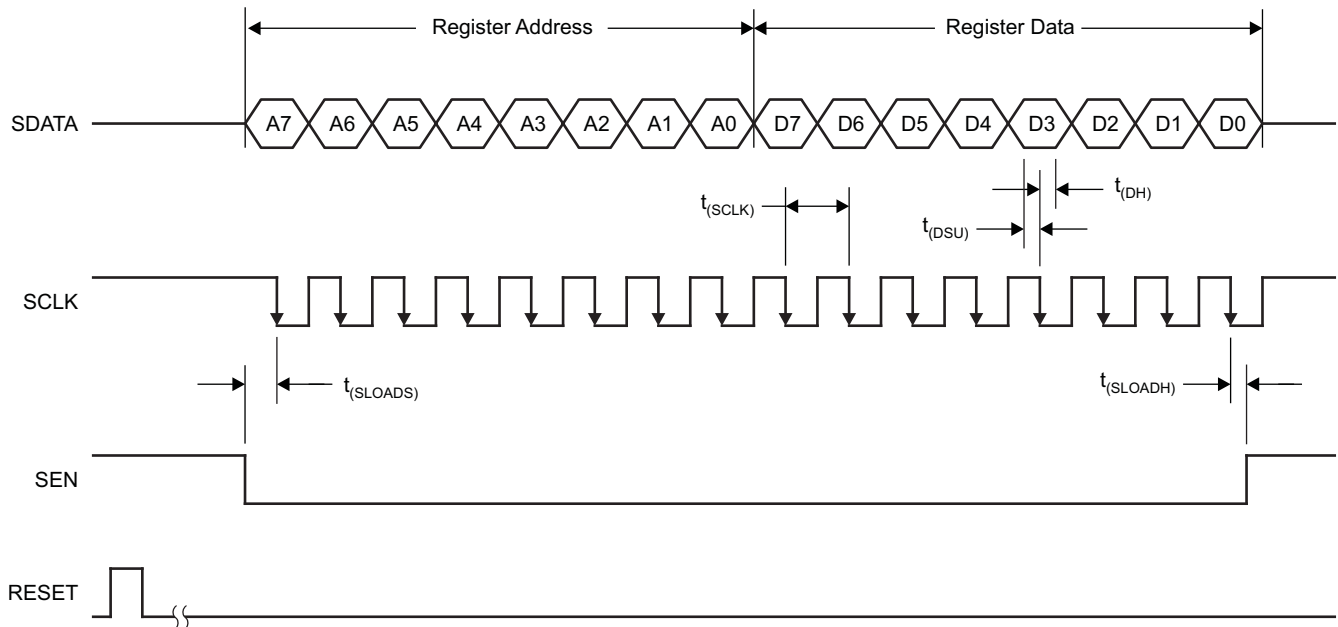 Register Address
Register Data
SDATA
A7 A6 A5 A4 A3 A2 A1 A0 D7 D6 D5 D4 D3 D2 D1 D0
t(SCLK)
t(DH)
t(DSU)
SCLK
t(SLOADS)
t(SLOADH)
SEN
RESET